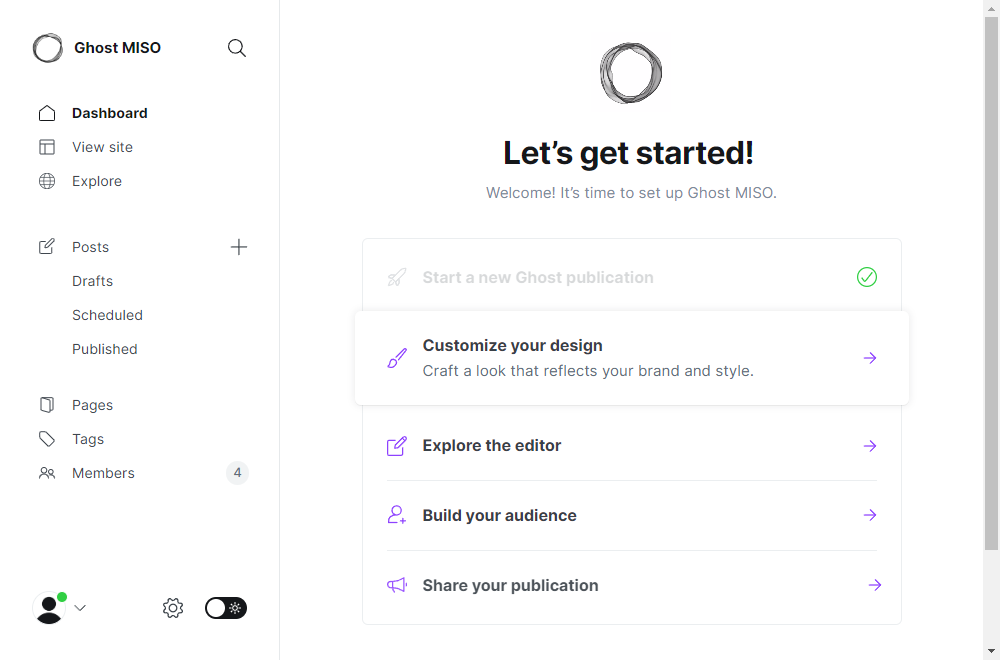 Ghost MISO
Dashboard
View site
Explore
Posts
Drafts
Scheduled
Published
Pages
Tags
Members
4
Let's get started!
Welcome! It's time to set up Ghost MISO.
Start a new Ghost publication
Customize your design
Craft a look that reflects your brand and style.
Explore the editor
Build your audience
Share your publication